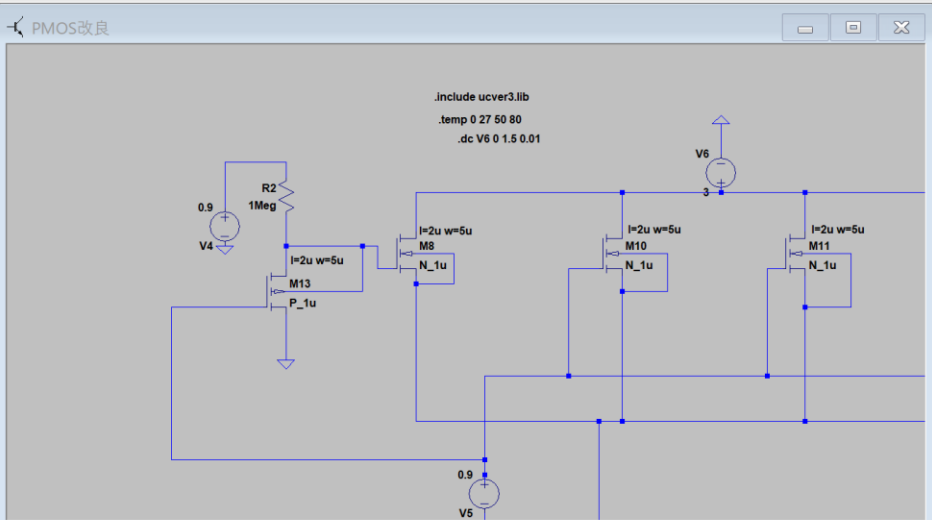 PMOS改良
.include ucver3.lib
.temp 0 27 50 80
.dc V6 0 1.5 0.01
V6
3
R2
1Meg
0.9
V4
l=2u w=5u
M8
N_1u
l=2u w=5u
M10
N_1u
l=2u w=5u
M11
N_1u
l=2u w=5u
M13
P_1u
0.9
V5